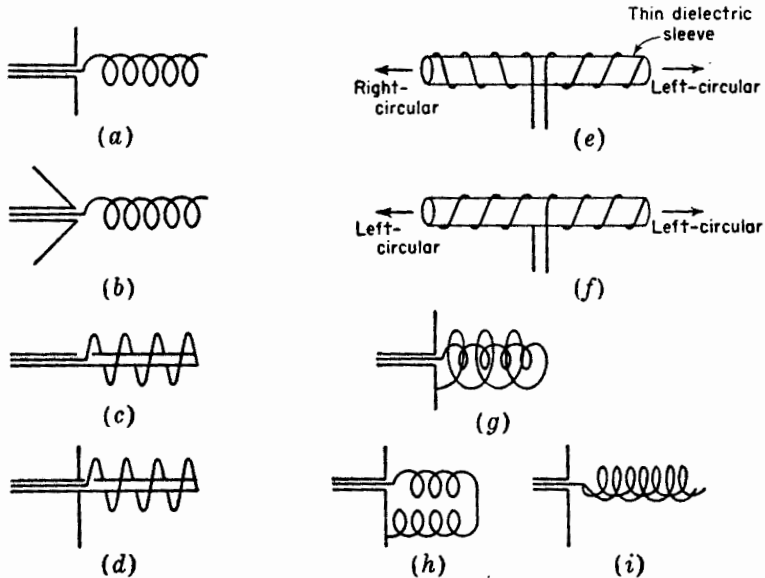 Thin dielectric
sleeve
Right-
circular
Left-circular
(a)
(e)
Left-
circular
Left-circular
(b)
(f)
(c)
(g)
(d)
(h)
(i)